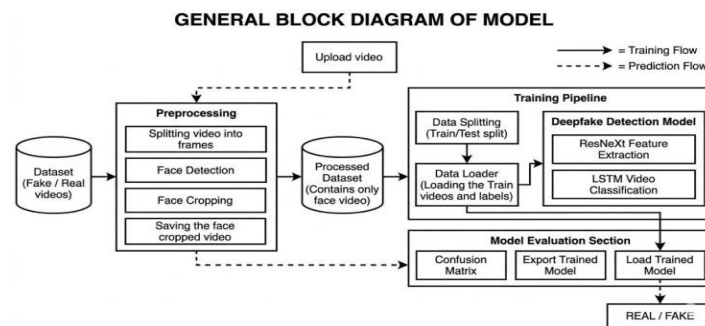 GENERAL BLOCK DIAGRAM OF MODEL
Upload video
= Training Flow
= Prediction Flow
Preprocessing
Splitting video into
frames
Face Detection
Face Cropping
Saving the face
cropped video
Dataset
(Fake / Real
videos)
Processed
Dataset
(Contains only
face video)
Training Pipeline
Data Splitting
(Train/Test split)
Data Loader
(Loading the Train
videos and labels)
Deepfake Detection Model
ResNeXt Feature
Extraction
LSTM Video
Classification
Model Evaluation Section
Confusion
Matrix
Export Trained
Model
Load Trained
Model
REAL / FAKE